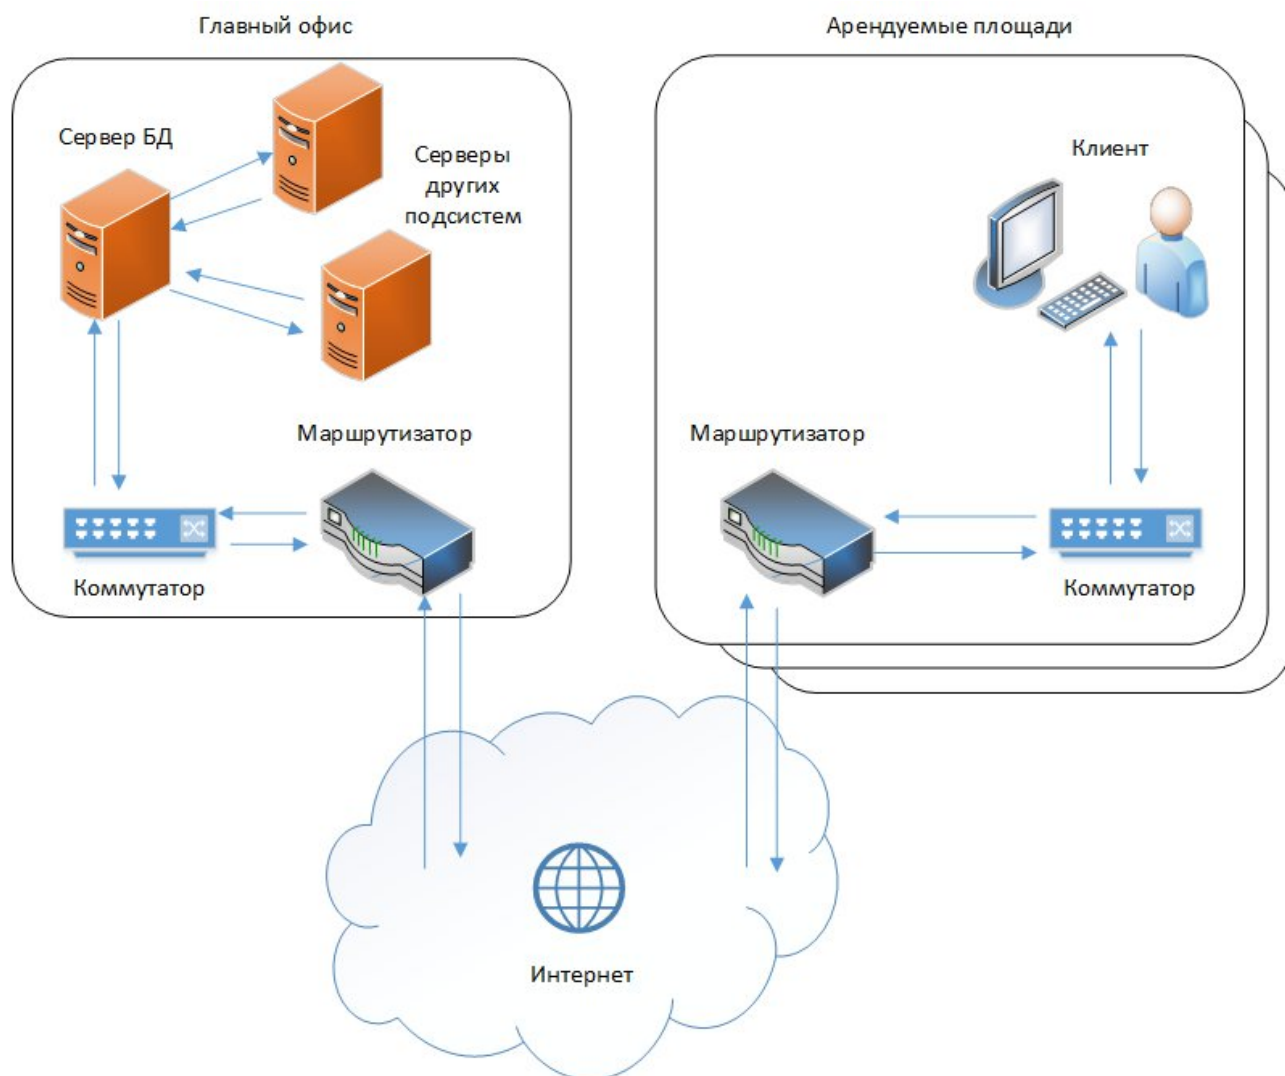 Главный офис
Арендуемые площади
Сервер БД
Серверы
других
подсистем
Клиент
Маршрутизатор
Маршрутизатор
Коммутатор
Коммутатор
Интернет